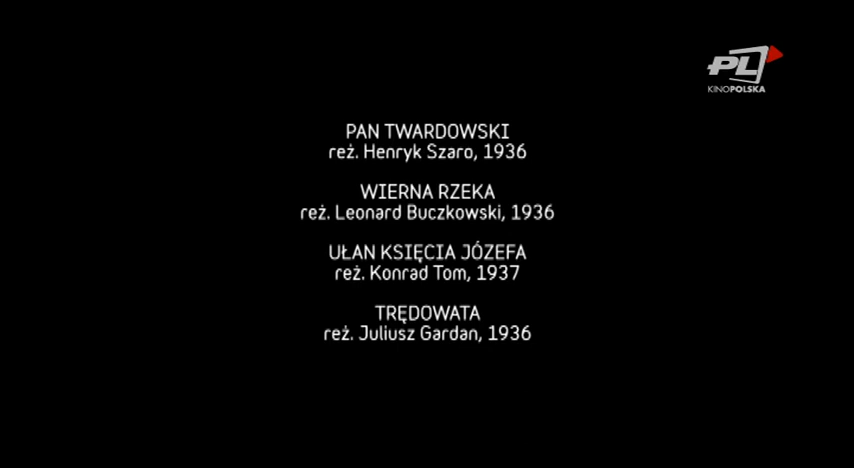 PL
KINOPOLSKA
PAN TWARDOWSKI
reż. Henryk Szaro, 1936
WIERNA RZEKA
reż. Leonard Buczkowski, 1936
UŁAN KSIĘCIA JÓZEFA
reż. Konrad Tom, 1937
TRĘDOWATA
reż. Juliusz Gardan, 1936